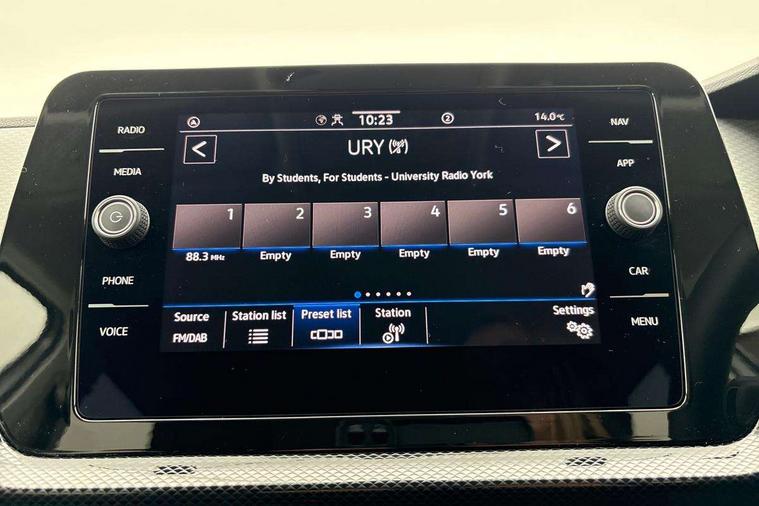 RADIO
MEDIA
PHONE
VOICE
A 10:23 2 14.0°C
< URY >
By Students, For Students - University Radio York
1 2 3 4 5 6
88.3 MHz Empty Empty Empty Empty Empty
Source Station list Preset list Station Settings
FM/DAB
NAV
APP
CAR
MENU